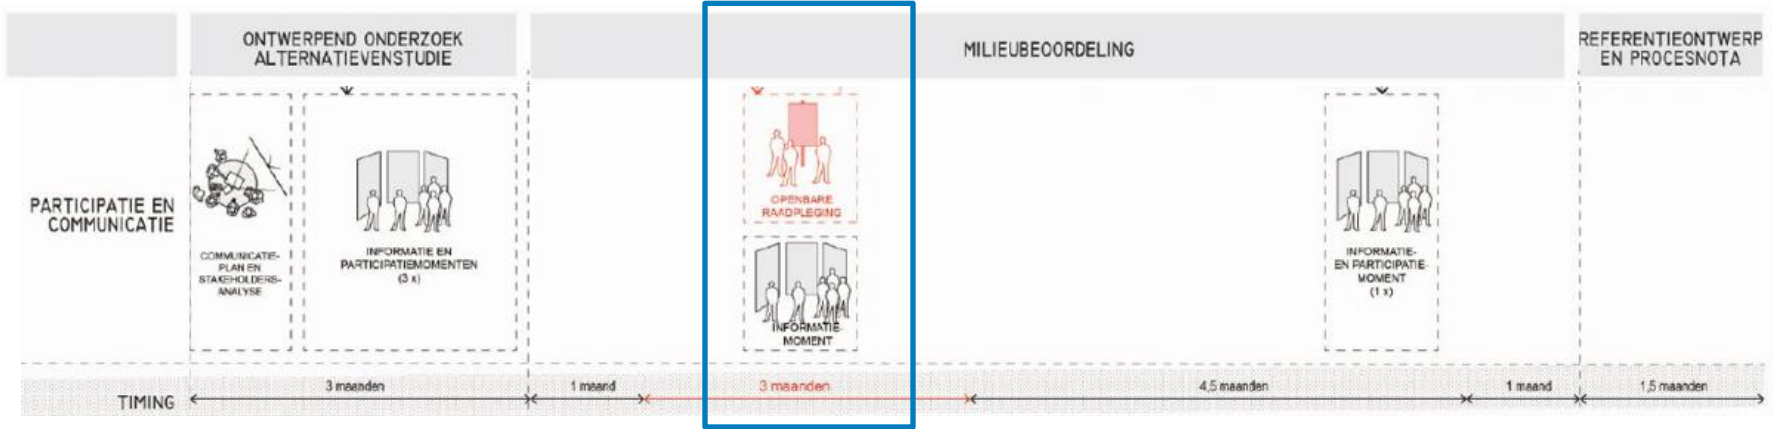 ONTWERPEND ONDERZOEK
ALTERNATIEVENSTUDIE
MILIEUBEOORDELING
REFERENTIEONTWERP
EN PROCESNOTA
PARTICIPATIE EN
COMMUNICATIE
COMMUNICATIE-
PLAN EN
STAKEHOLDERS-
ANALYSE
INFORMATIE EN
PARTICIPATIEMOMENTEN
(3 x)
OPENBARE
RAADPLEGING
INFORMATIE-
MOMENT
INFORMATIE-
EN PARTICIPATIE-
MOMENT
(1 x)
TIMING
3 maanden
1 maand
3 maanden
4,5 maanden
1 maand
1,5 maanden